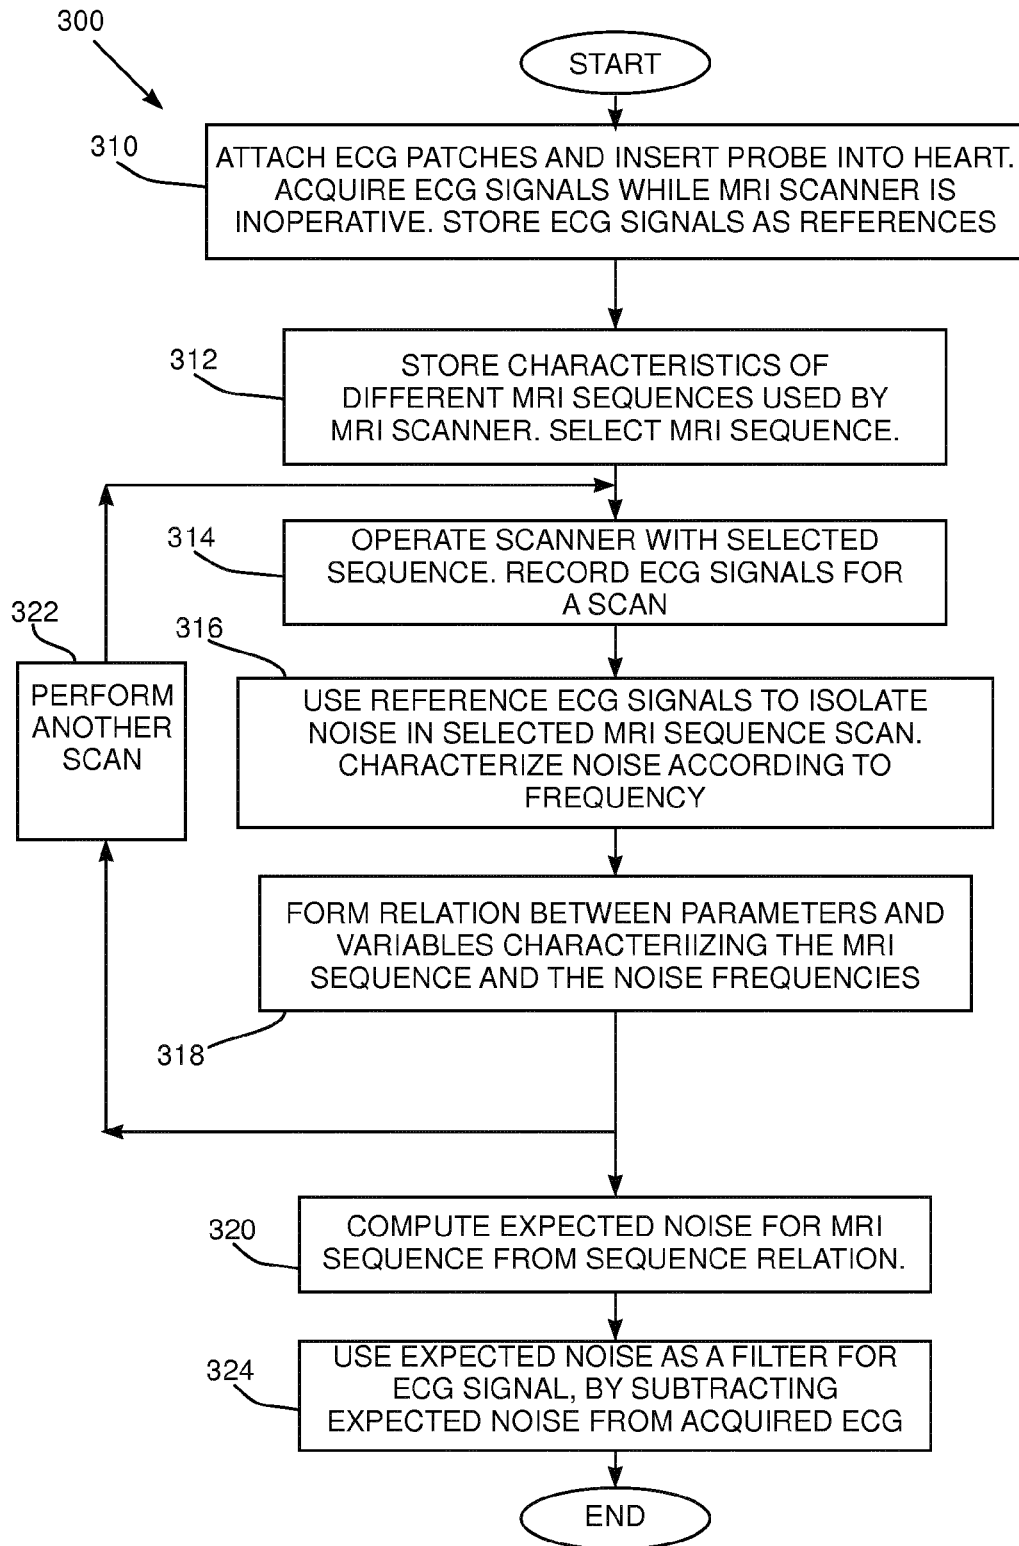 300
START
310
ATTACH ECG PATCHES AND INSERT PROBE INTO HEART.
ACQUIRE ECG SIGNALS WHILE MRI SCANNER IS
INOPERATIVE. STORE ECG SIGNALS AS REFERENCES
312
STORE CHARACTERISTICS OF
DIFFERENT MRI SEQUENCES USED BY
MRI SCANNER. SELECT MRI SEQUENCE.
314
OPERATE SCANNER WITH SELECTED
SEQUENCE. RECORD ECG SIGNALS FOR
A SCAN
322
PERFORM
ANOTHER
SCAN
316
USE REFERENCE ECG SIGNALS TO ISOLATE
NOISE IN SELECTED MRI SEQUENCE SCAN.
CHARACTERIZE NOISE ACCORDING TO
FREQUENCY
FORM RELATION BETWEEN PARAMETERS AND
VARIABLES CHARACTERIIZING THE MRI
SEQUENCE AND THE NOISE FREQUENCIES
318
320
COMPUTE EXPECTED NOISE FOR MRI
SEQUENCE FROM SEQUENCE RELATION.
324
USE EXPECTED NOISE AS A FILTER FOR
ECG SIGNAL, BY SUBTRACTING
EXPECTED NOISE FROM ACQUIRED ECG
END